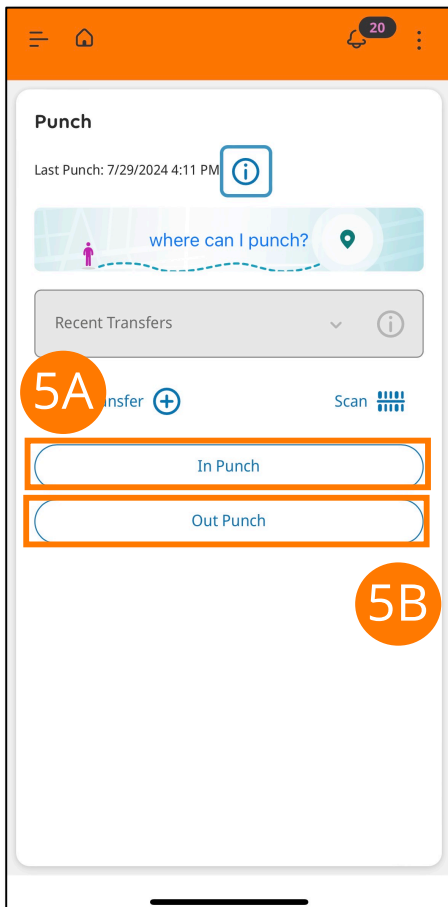 20
Punch
Last Punch: 7/29/2024 4:11 PM
where can I punch?
Recent Transfers
5A
Scan
In Punch
Out Punch
5B